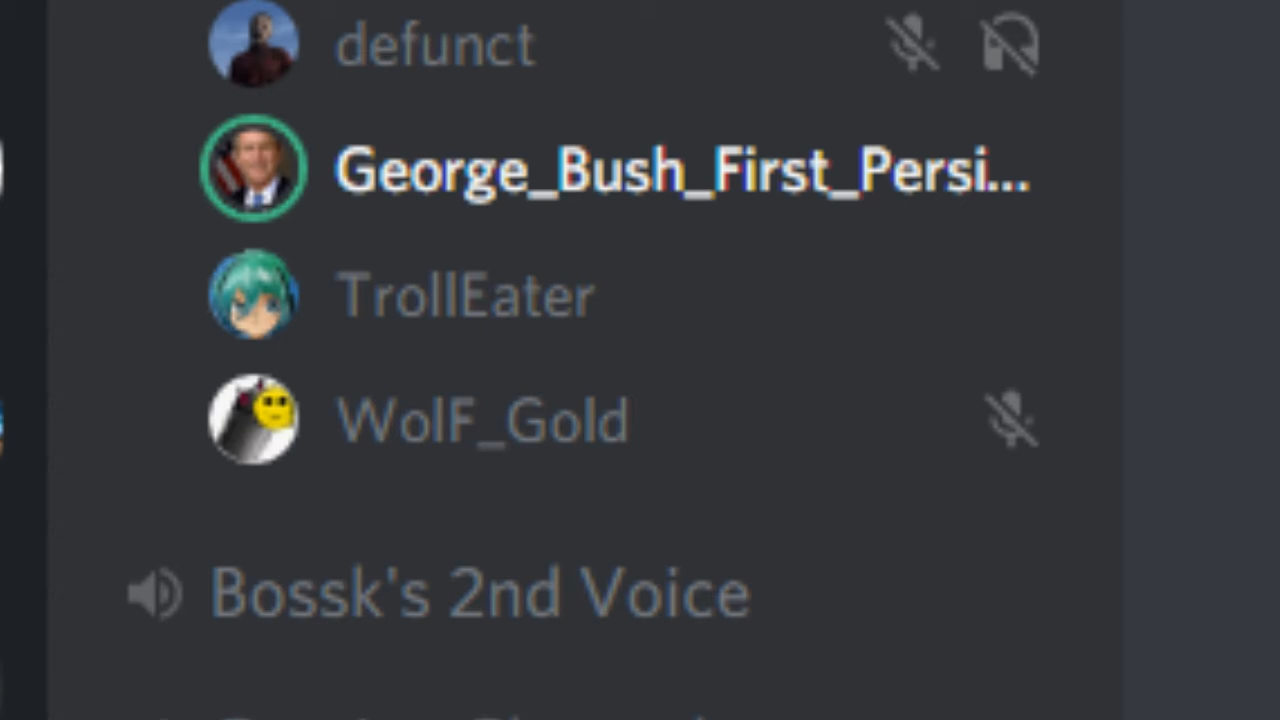 defunct
George_Bush_First_Persi...
TrollEater
WolF_Gold
Bossk's 2nd Voice